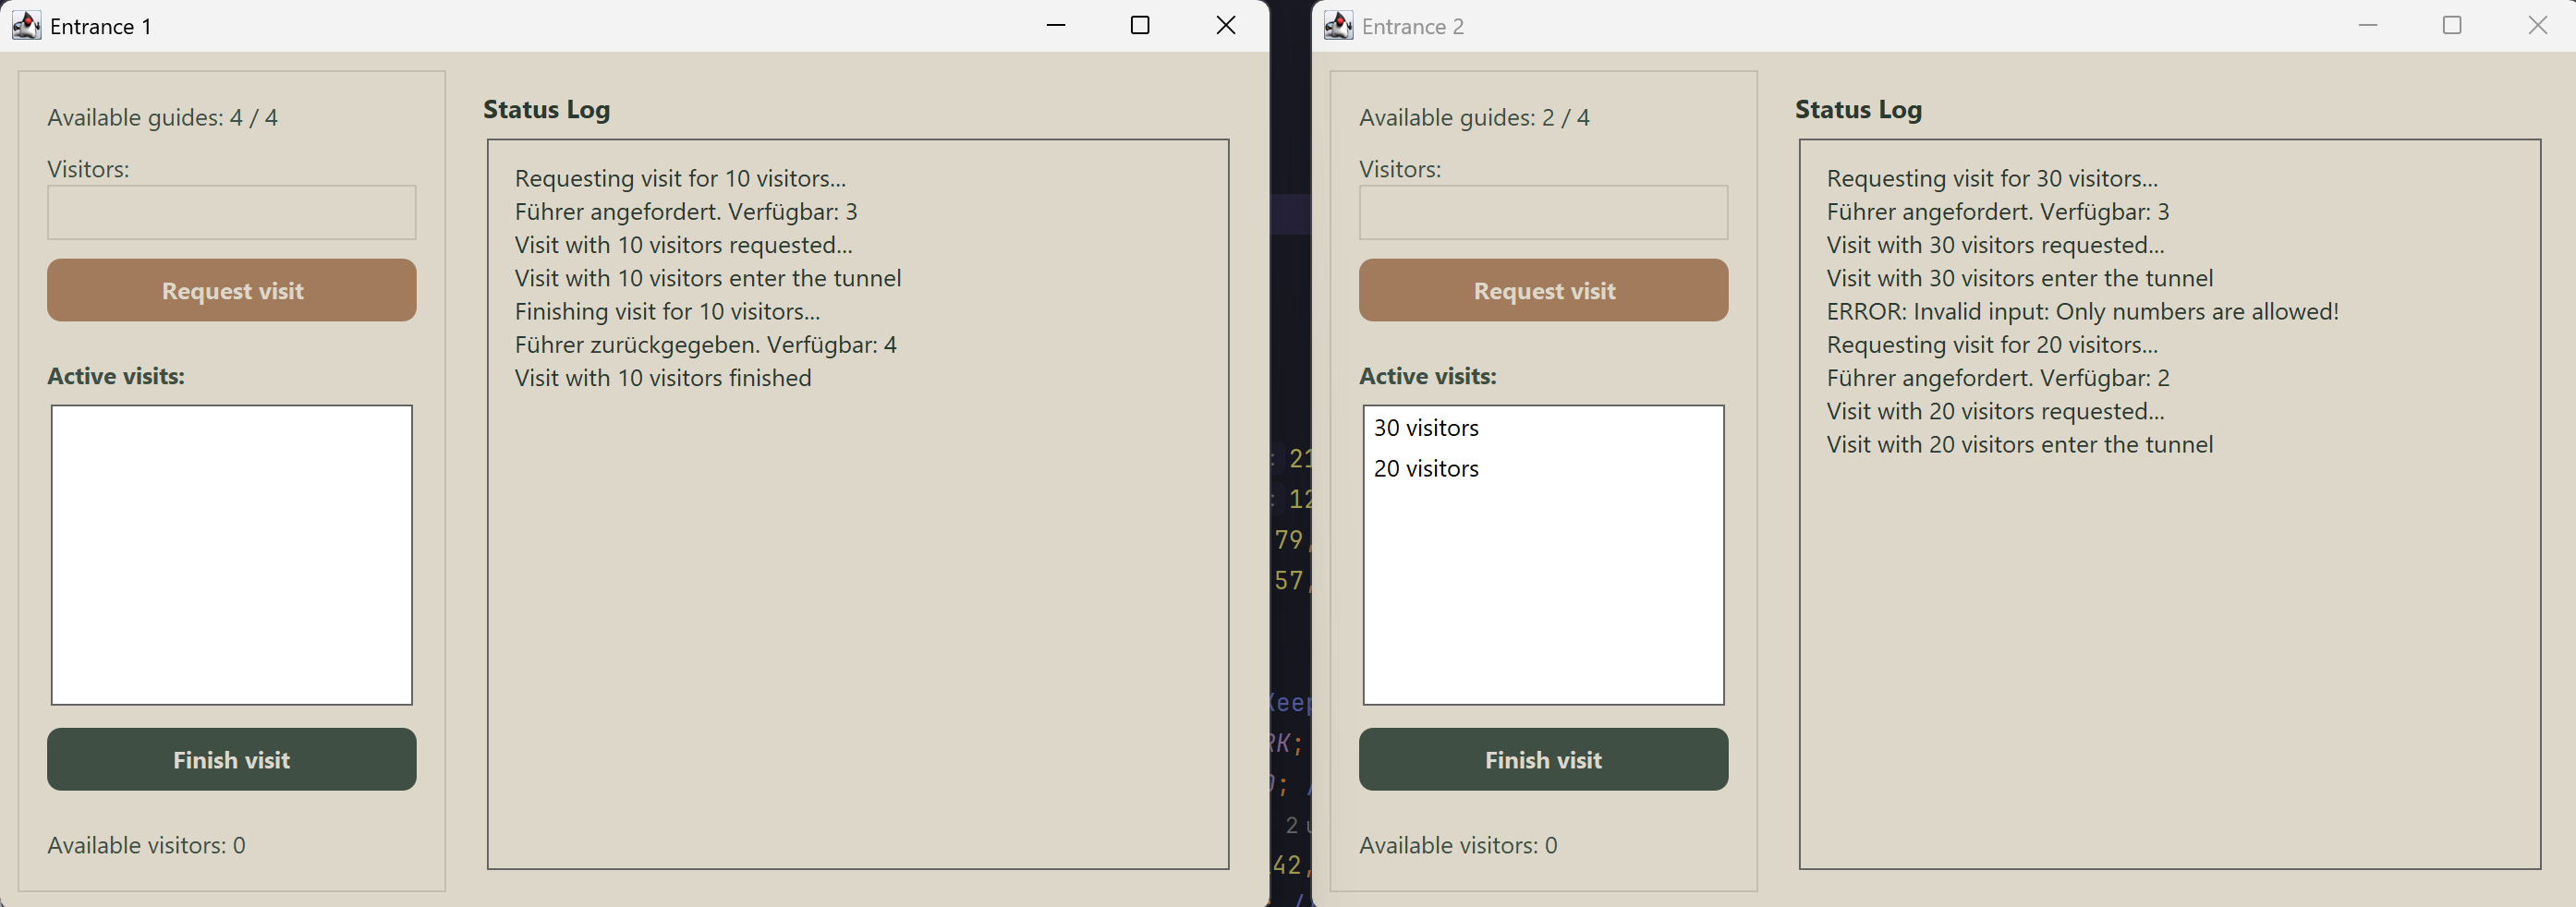 Entrance 1
Available guides: 4 / 4
Visitors:
Request visit
Active visits:
Finish visit
Available visitors: 0
Status Log
Requesting visit for 10 visitors...
Führer angefordert. Verfügbar: 3
Visit with 10 visitors requested...
Visit with 10 visitors enter the tunnel
Finishing visit for 10 visitors...
Führer zurückgegeben. Verfügbar: 4
Visit with 10 visitors finished
79,
57,
42,
Entrance 2
Available guides: 2 / 4
Visitors:
Request visit
Active visits:
30 visitors
20 visitors
Finish visit
Available visitors: 0
Status Log
Requesting visit for 30 visitors...
Führer angefordert. Verfügbar: 3
Visit with 30 visitors requested...
Visit with 30 visitors enter the tunnel
ERROR: Invalid input: Only numbers are allowed!
Requesting visit for 20 visitors...
Führer angefordert. Verfügbar: 2
Visit with 20 visitors requested...
Visit with 20 visitors enter the tunnel